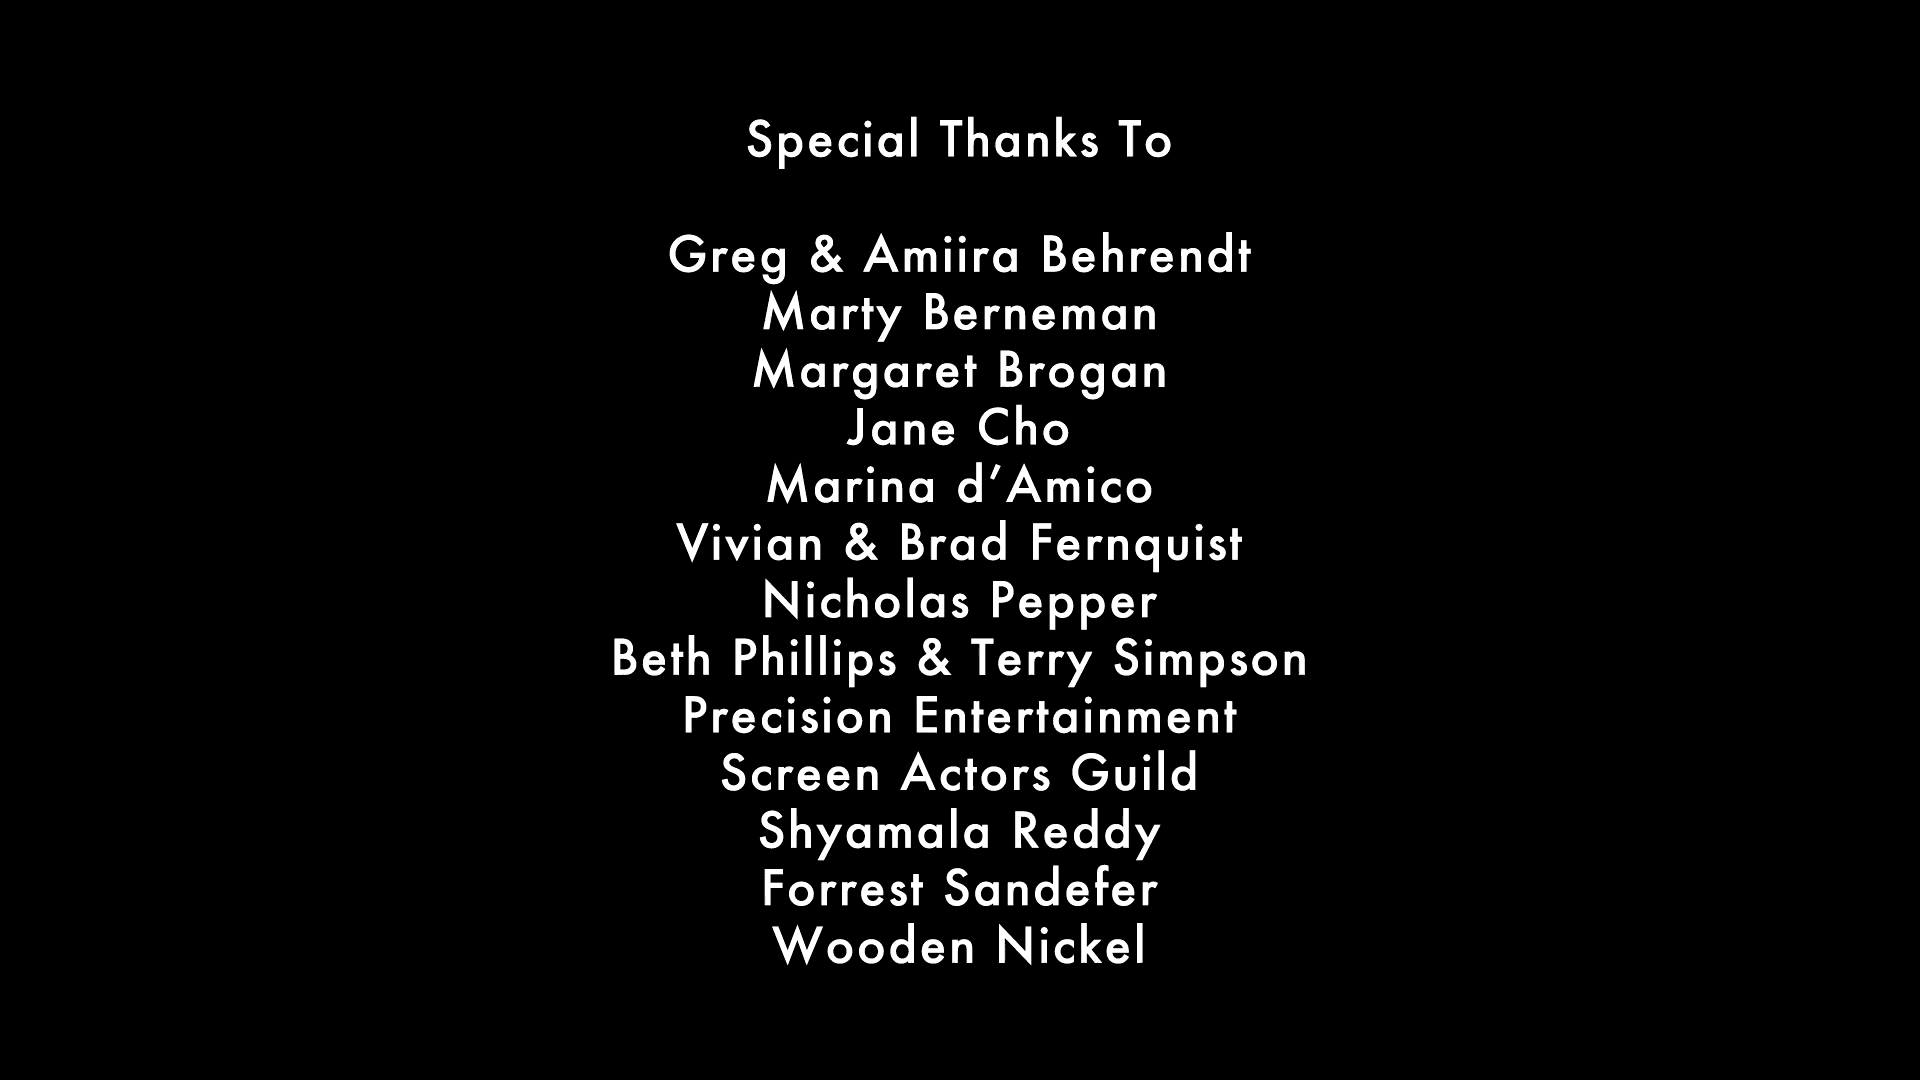 Special Thanks To
Greg & Amiira Behrendt
Marty Berneman
Margaret Brogan
Jane Cho
Marina d’Amico
Vivian & Brad Fernquist
Nicholas Pepper
Beth Phillips & Terry Simpson
Precision Entertainment
Screen Actors Guild
Shyamala Reddy
Forrest Sandefer
Wooden Nickel